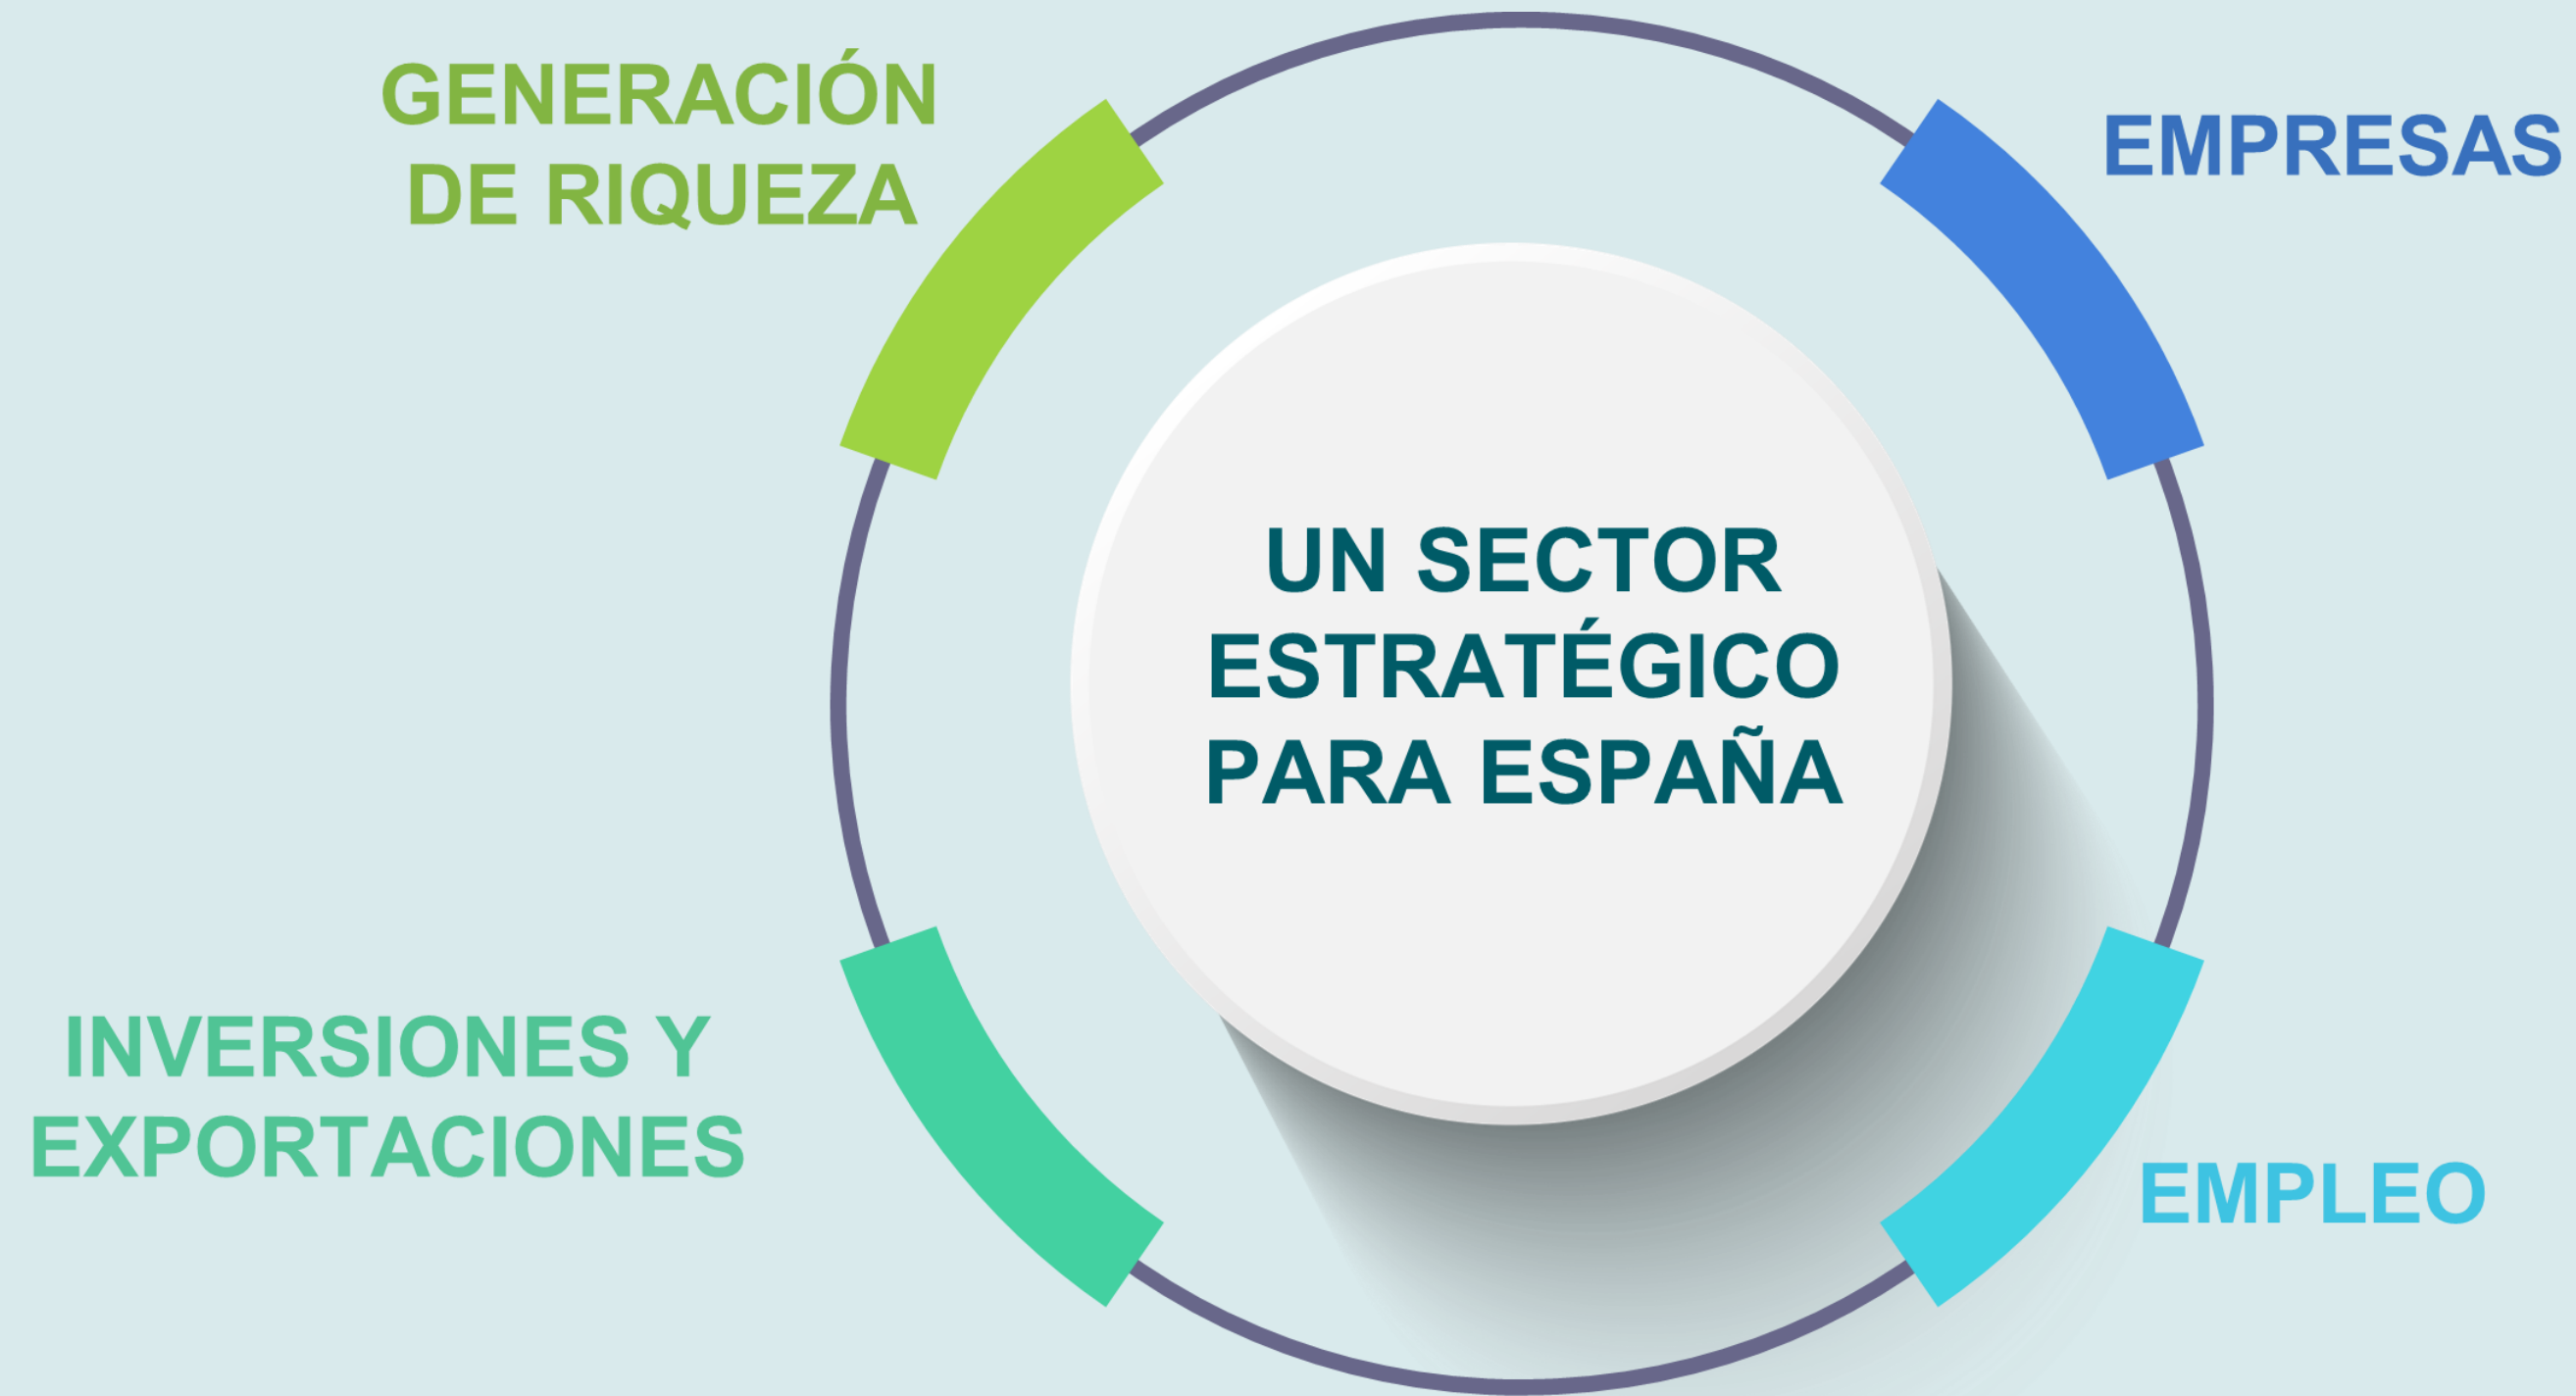 GENERACIÓN
DE RIQUEZA
EMPRESAS
UN SECTOR
ESTRATÉGICO
PARA ESPAÑA
INVERSIONES Y
EXPORTACIONES
EMPLEO